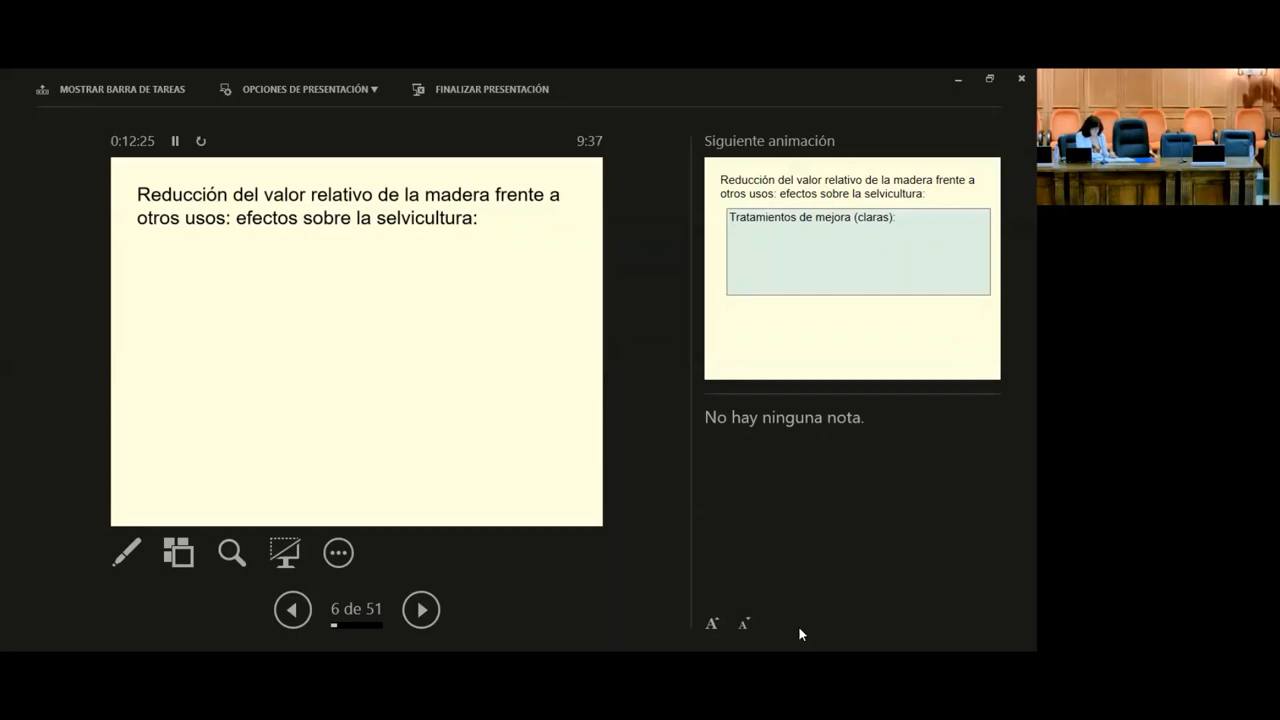 MOSTRAR BARRA DE TAREAS
OPCIONES DE PRESENTACIÓN ▼
FINALIZAR PRESENTACIÓN
0:12:25
9:37
Reducción del valor relativo de la madera frente a
otros usos: efectos sobre la selvicultura:
6 de 51
Siguiente animación
Reducción del valor relativo de la madera frente a
otros usos: efectos sobre la selvicultura:
Tratamientos de mejora (claras):
No hay ninguna nota.
A A